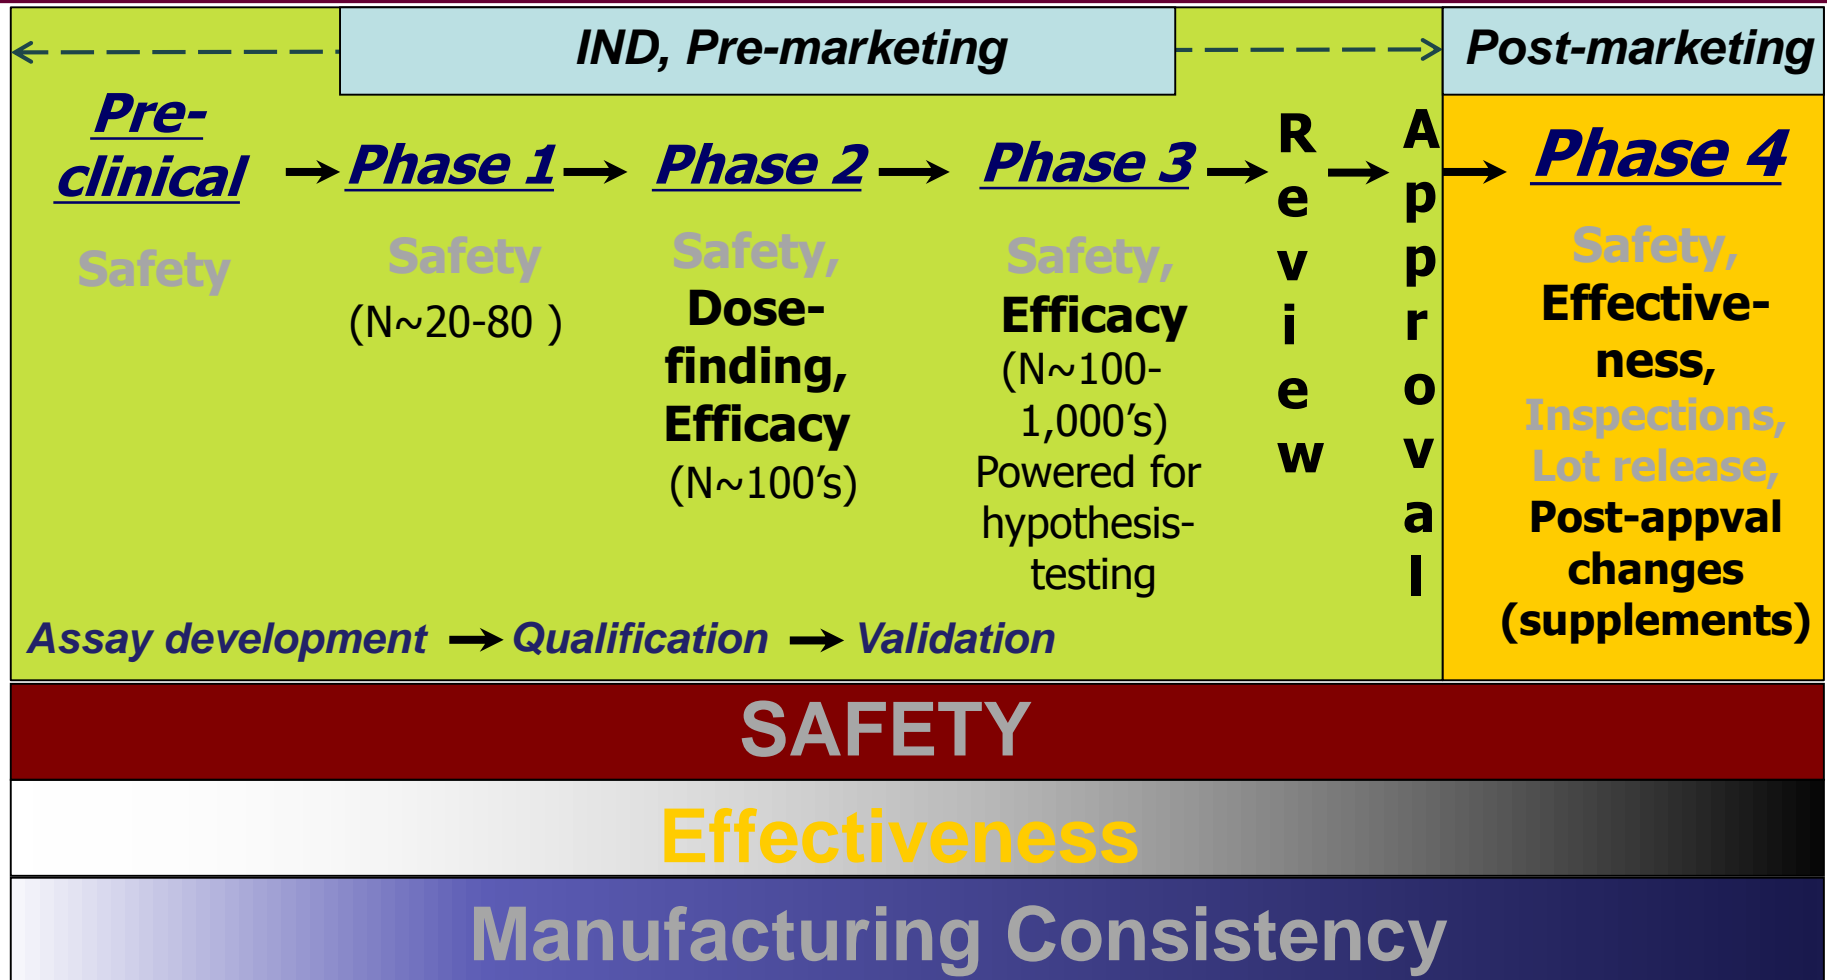 IND, Pre-marketing
Post-marketing
Pre-
clinical
Safety
Phase 1
Safety
(N~20-80 )
Phase 2
Safety,
Dose-
finding,
Efficacy
(N~100's)
Phase 3
Safety,
Efficacy
(N~100-
1,000's)
Powered for
hypothesis-
testing
Review
Approval
Phase 4
Safety,
Effective-
ness,
Inspections,
Lot release,
Post-appval
changes
(supplements)
Assay development → Qualification → Validation
SAFETY
Effectiveness
Manufacturing Consistency